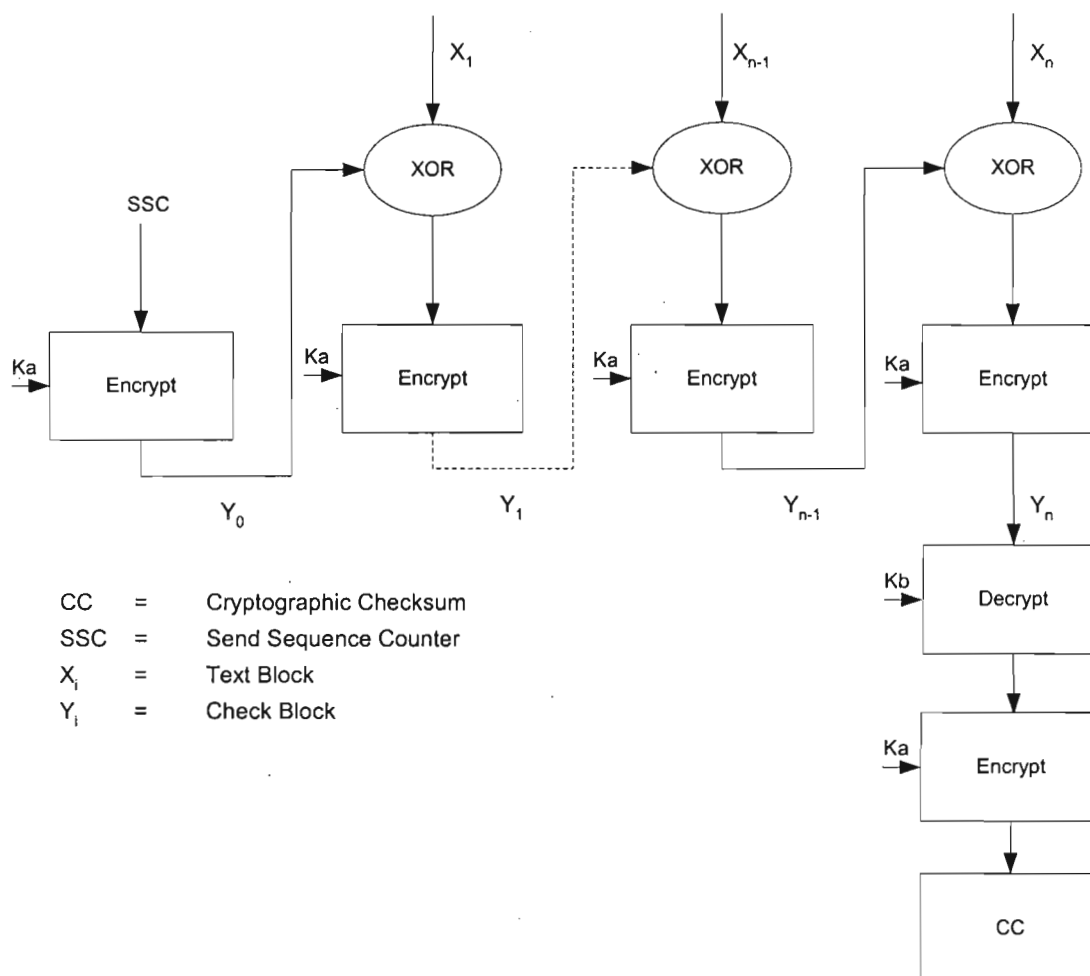 X₁ Xₙ₋₁ Xₙ
XOR XOR XOR
SSC
Ka Encrypt Ka Encrypt Ka Encrypt Ka Encrypt
Y₀ Y₁ Yₙ₋₁ Yₙ
Kb Decrypt
CC = Cryptographic Checksum
SSC = Send Sequence Counter
Xᵢ = Text Block
Yᵢ = Check Block
Ka Encrypt
CC